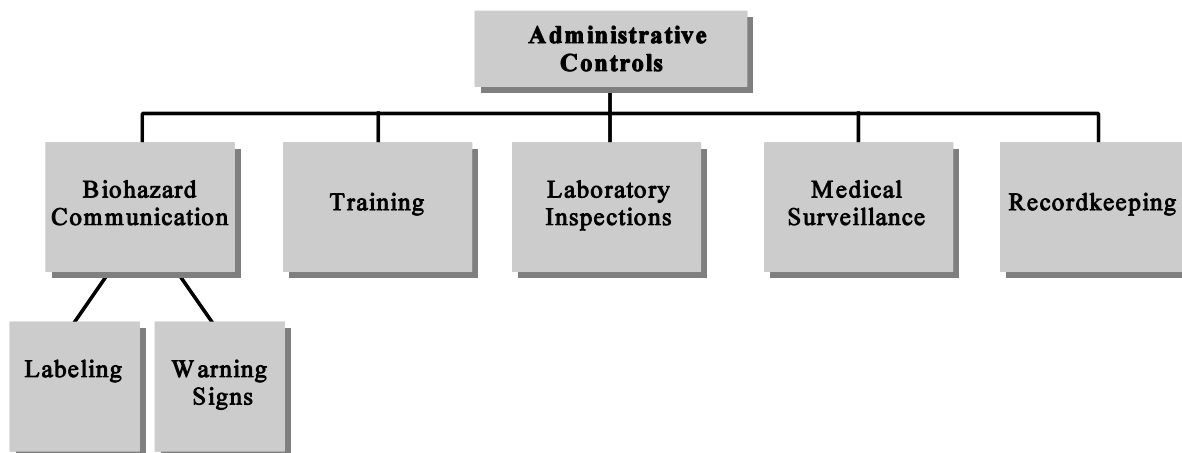 Administrative
Controls
Biohazard
Communication
Training
Laboratory
Inspections
Medical
Surveillance
Recordkeeping
Labeling
Warning
Signs